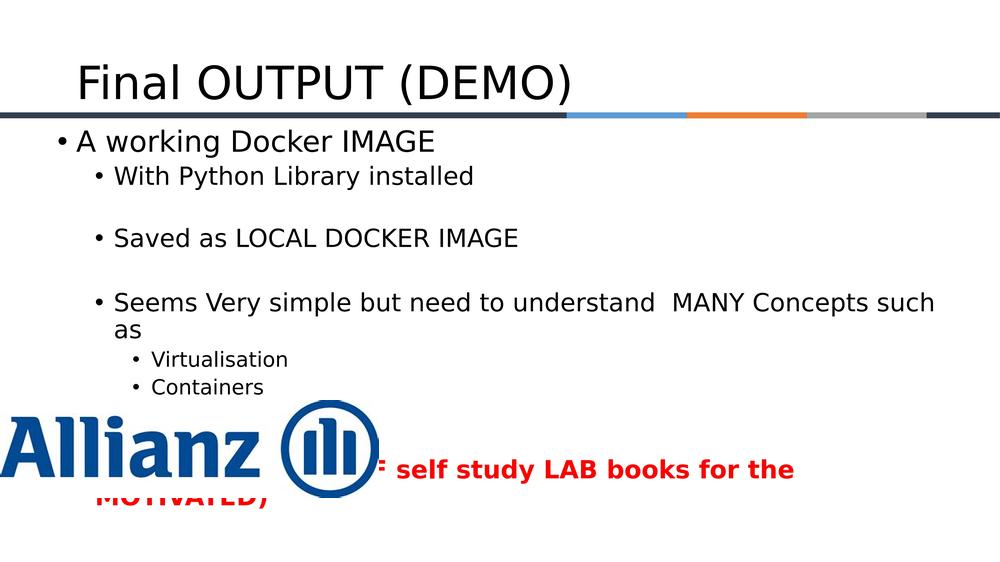 Final OUTPUT (DEMO)
• A working Docker IMAGE
• With Python Library installed
• Saved as LOCAL DOCKER IMAGE
• Seems Very simple but need to understand  MANY Concepts such
as
• Virtualisation
• Containers
Allianz
self study LAB books for the
MOTIVATED)